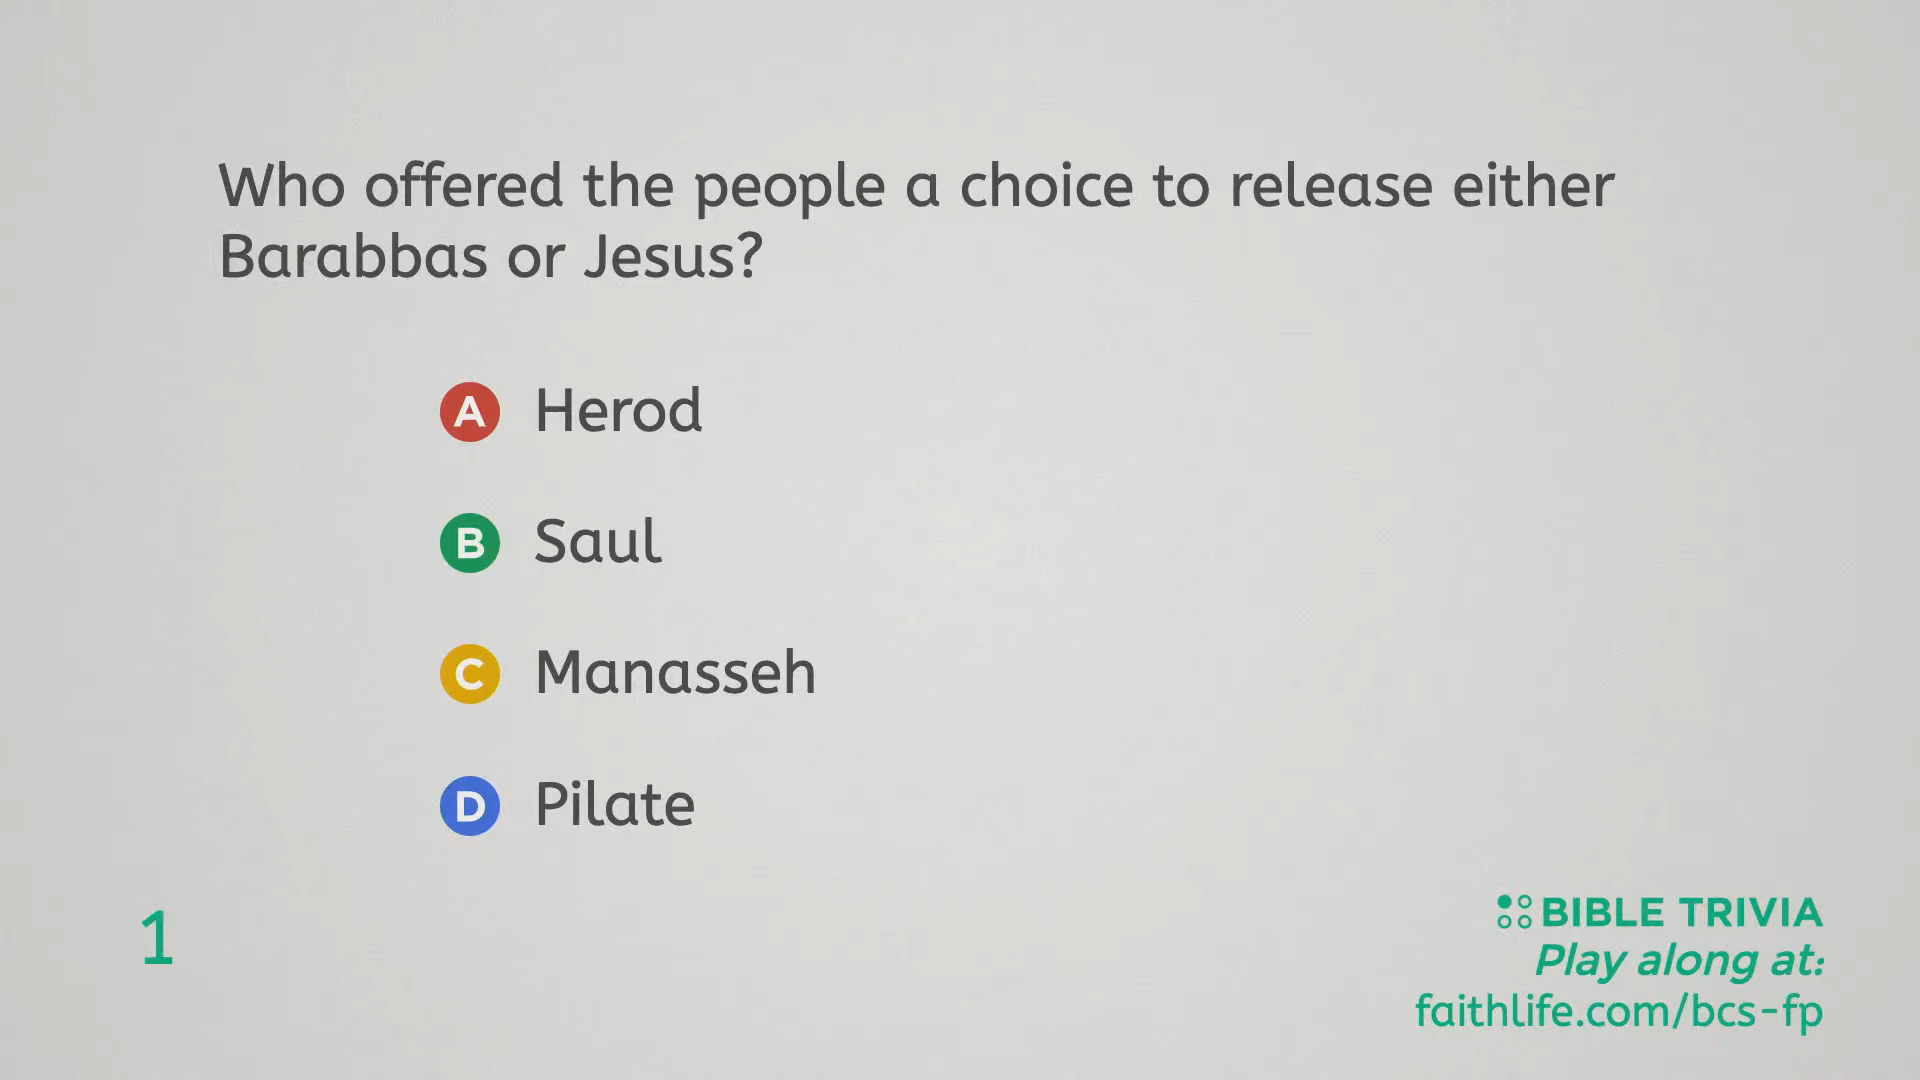 Who offered the people a choice to release either
Barabbas or Jesus?
A Herod
B Saul
C Manasseh
D Pilate
1
BIBLE TRIVIA
Play along at:
faithlife.com/bcs-fp